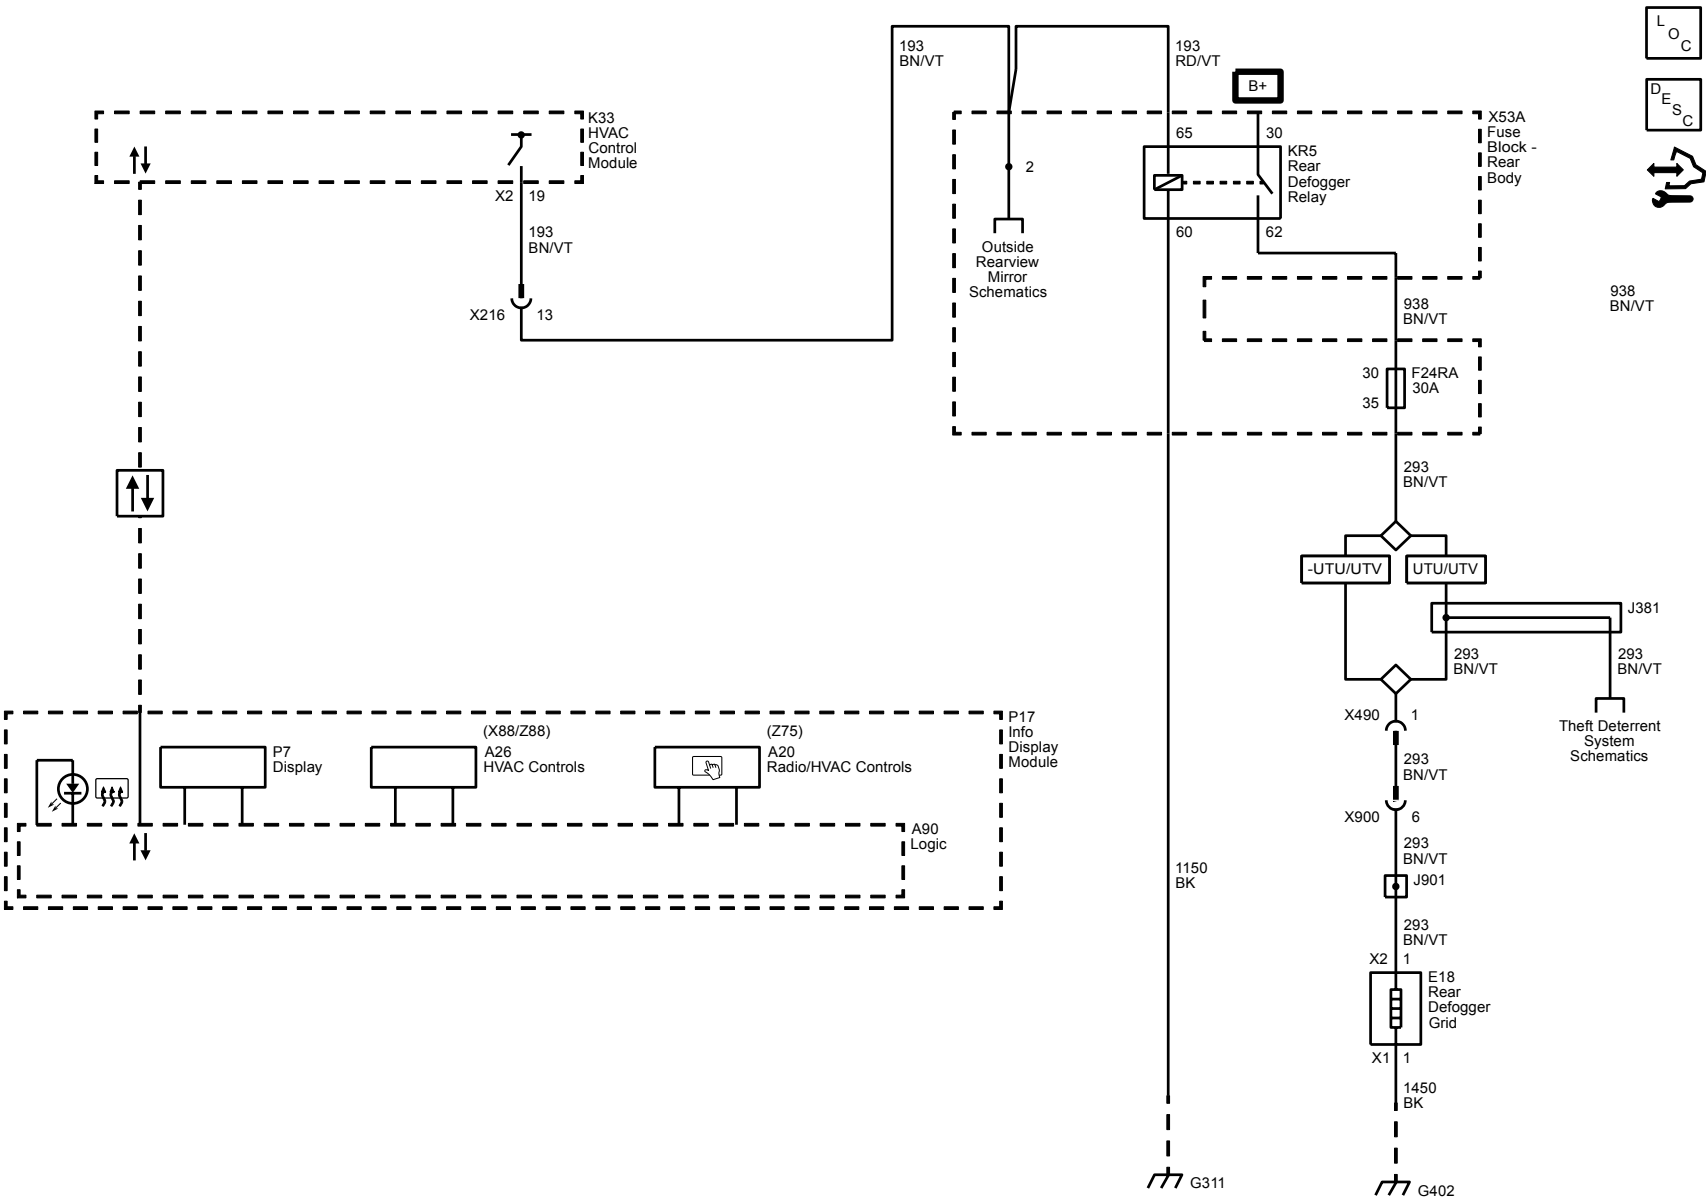 193
BN/VT
193
RD/VT
B+
L
O
C
D
E
S
C
K33
HVAC
Control
Module
X2
19
193
BN/VT
X216
13
2
Outside
Rearview
Mirror
Schematics
65
30
KR5
Rear
Defogger
Relay
60
62
X53A
Fuse
Block -
Rear
Body
938
BN/VT
938
BN/VT
30
F24RA
30A
35
293
BN/VT
-UTU/UTV
UTU/UTV
J381
293
BN/VT
293
BN/VT
X490
1
Theft Deterrent
System
Schematics
293
BN/VT
X900
6
293
BN/VT
J901
293
BN/VT
X2
1
E18
Rear
Defogger
Grid
X1
1
1450
BK
G402
1150
BK
G311
P17
Info
Display
Module
P7
Display
(X88/Z88)
A26
HVAC Controls
(Z75)
A20
Radio/HVAC Controls
A90
Logic